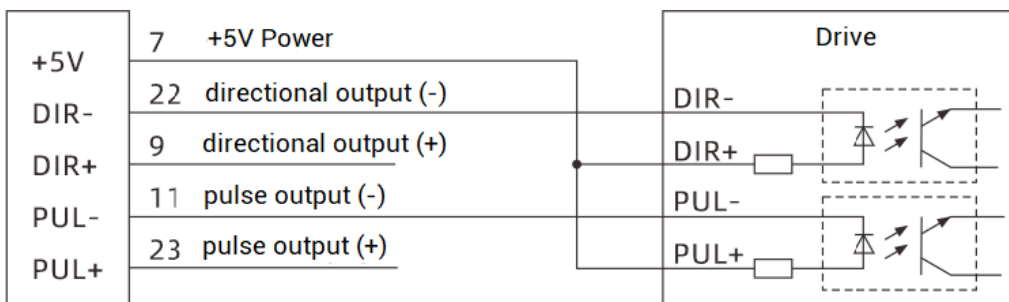 7 +5V Power
Drive
+5V
22 directional output (-)
DIR-
DIR-
9 directional output (+)
DIR+
DIR+
11 pulse output (-)
PUL-
PUL-
23 pulse output (+)
PUL+
PUL+